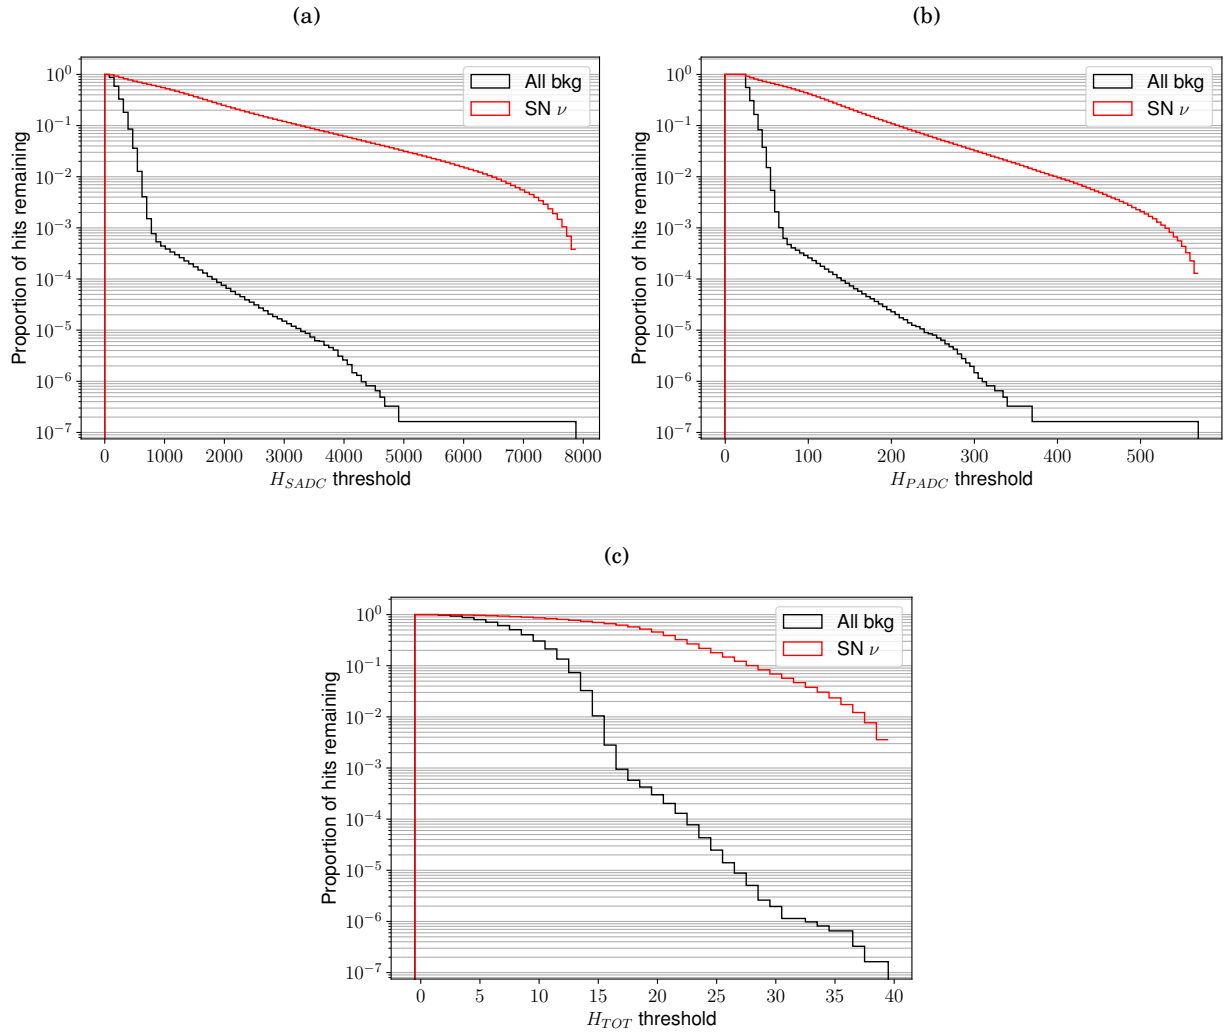 (a)
Proportion of hits remaining
10^0
10^-1
10^-2
10^-3
10^-4
10^-5
10^-6
10^-7
All bkg
SN ν
0 1000 2000 3000 4000 5000 6000 7000 8000
H_SADC threshold
(b)
Proportion of hits remaining
10^0
10^-1
10^-2
10^-3
10^-4
10^-5
10^-6
10^-7
All bkg
SN ν
0 100 200 300 400 500
H_PADC threshold
(c)
Proportion of hits remaining
10^0
10^-1
10^-2
10^-3
10^-4
10^-5
10^-6
10^-7
All bkg
SN ν
0 5 10 15 20 25 30 35 40
H_TOT threshold